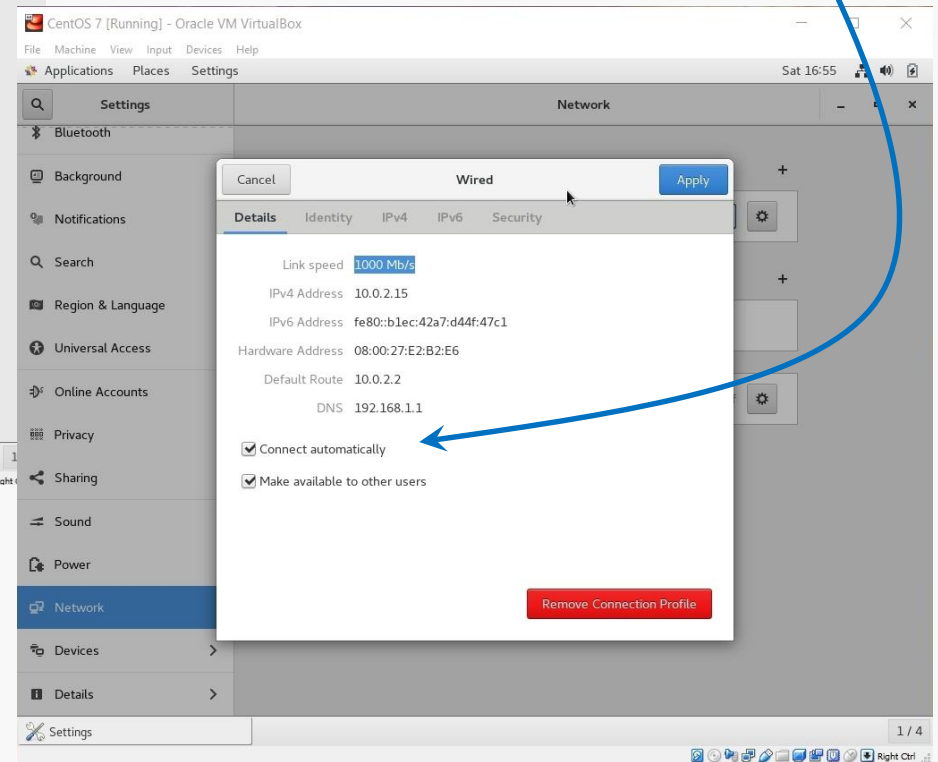 CentOS 7 [Running] - Oracle VM VirtualBox
File Machine View Input Devices Help
Applications Places Settings Sat 16:55
Settings Network
Bluetooth
Background
Notifications
Search
Region & Language
Universal Access
Online Accounts
Privacy
Sharing
Sound
Power
Network
Devices
Details
Cancel Wired Apply
Details Identity IPv4 IPv6 Security
Link speed 1000 Mb/s
IPv4 Address 10.0.2.15
IPv6 Address fe80::b1ec:42a7:d44f:47c1
Hardware Address 08:00:27:E2:B2:E6
Default Route 10.0.2.2
DNS 192.168.1.1
Connect automatically
Make available to other users
Remove Connection Profile
Settings 1 / 4
Right Ctrl